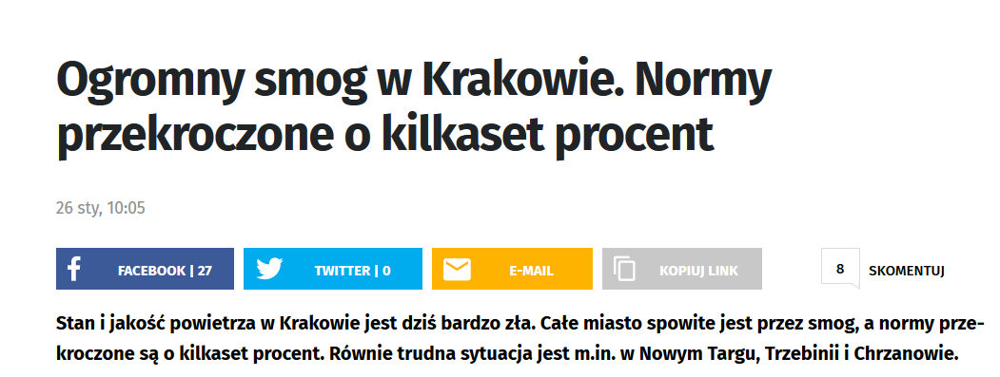 Ogromny smog w Krakowie. Normy
przekroczone o kilkaset procent
26 sty, 10:05
FACEBOOK | 27 TWITTER | 0 E-MAIL KOPIUJ LINK 8 SKOMENTUJ
Stan i jakość powietrza w Krakowie jest dziś bardzo zła. Całe miasto spowite jest przez smog, a normy prze-
kroczone są o kilkaset procent. Równie trudna sytuacja jest m.in. w Nowym Targu, Trzebinii i Chrzanowie.